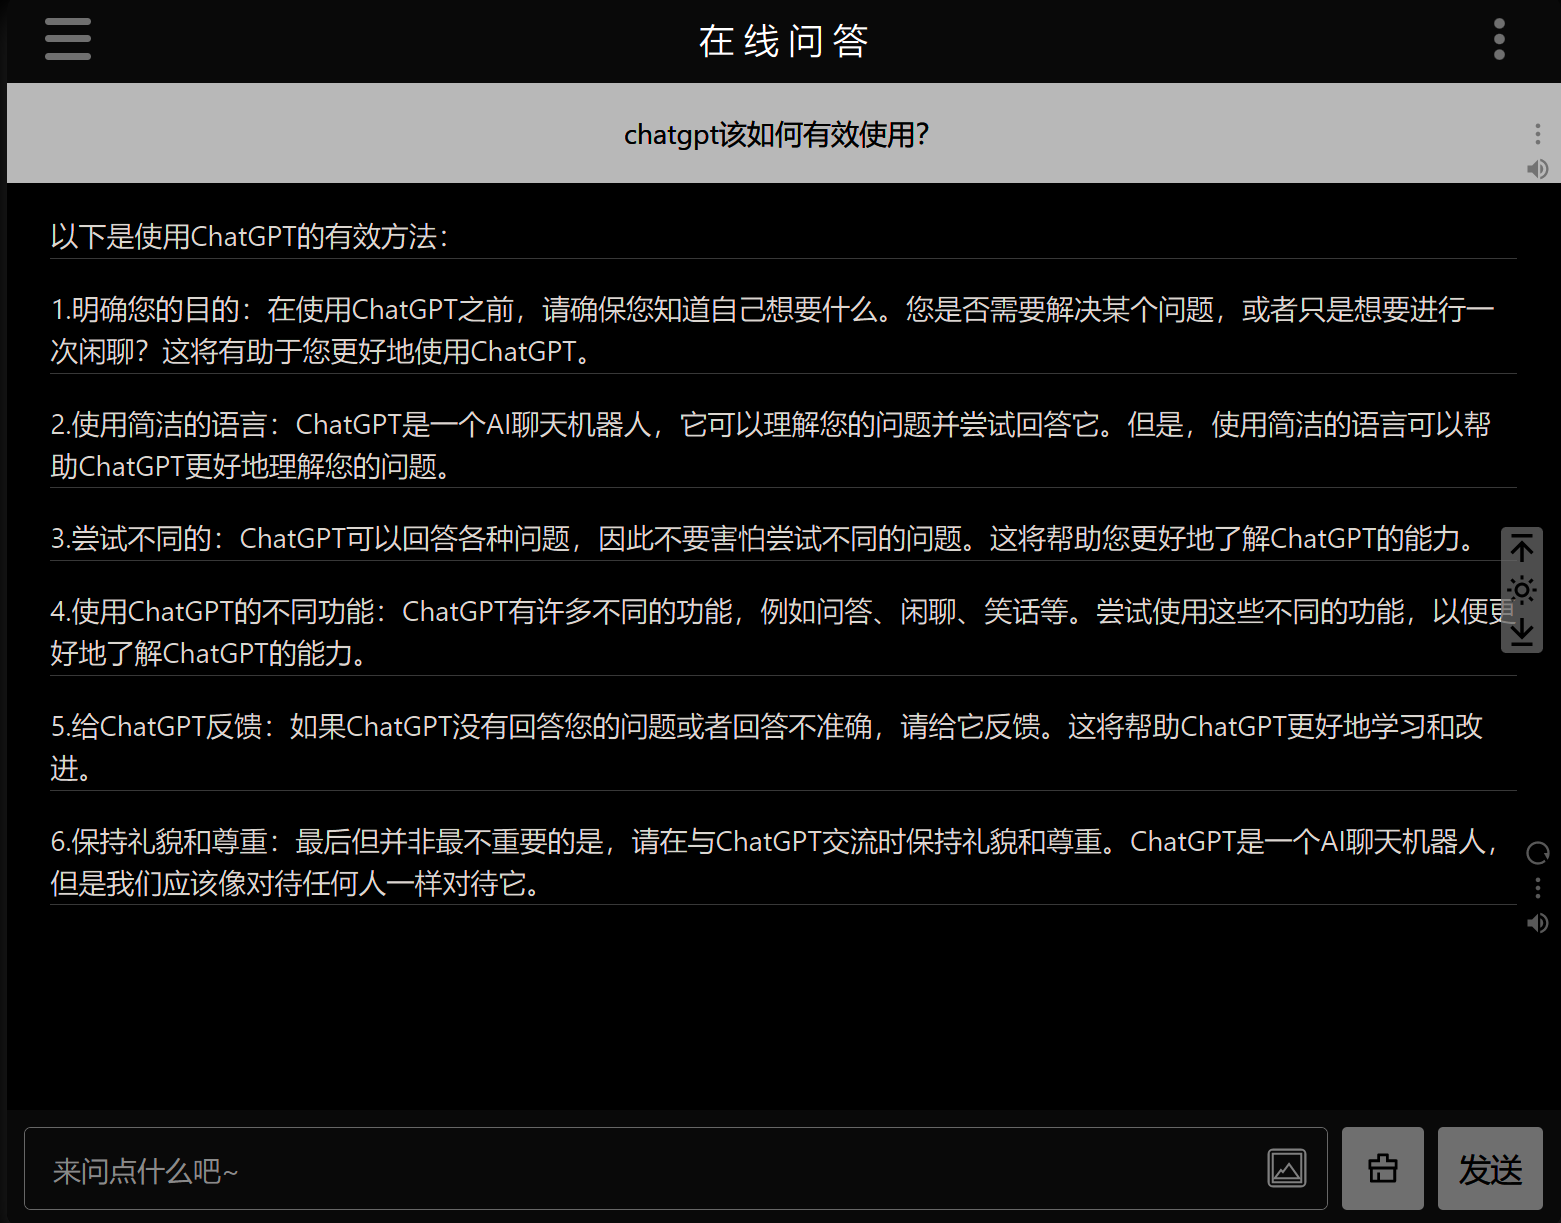 在线问答
chatgpt该如何有效使用?
以下是使用ChatGPT的有效方法：
1.明确您的目的：在使用ChatGPT之前，请确保您知道自己想要什么。您是否需要解决某个问题，或者只是想要进行一
次闲聊？这将有助于您更好地使用ChatGPT。
2.使用简洁的语言：ChatGPT是一个AI聊天机器人，它可以理解您的问题并尝试回答它。但是，使用简洁的语言可以帮
助ChatGPT更好地理解您的问题。
3.尝试不同的：ChatGPT可以回答各种问题，因此不要害怕尝试不同的问题。这将帮助您更好地了解ChatGPT的能力。
4.使用ChatGPT的不同功能：ChatGPT有许多不同的功能，例如问答、闲聊、笑话等。尝试使用这些不同的功能，以便更
好地了解ChatGPT的能力。
5.给ChatGPT反馈：如果ChatGPT没有回答您的问题或者回答不准确，请给它反馈。这将帮助ChatGPT更好地学习和改
进。
6.保持礼貌和尊重：最后但并非最不重要的是，请在与ChatGPT交流时保持礼貌和尊重。ChatGPT是一个AI聊天机器人，
但是我们应该像对待任何人一样对待它。
来问点什么吧~
发送